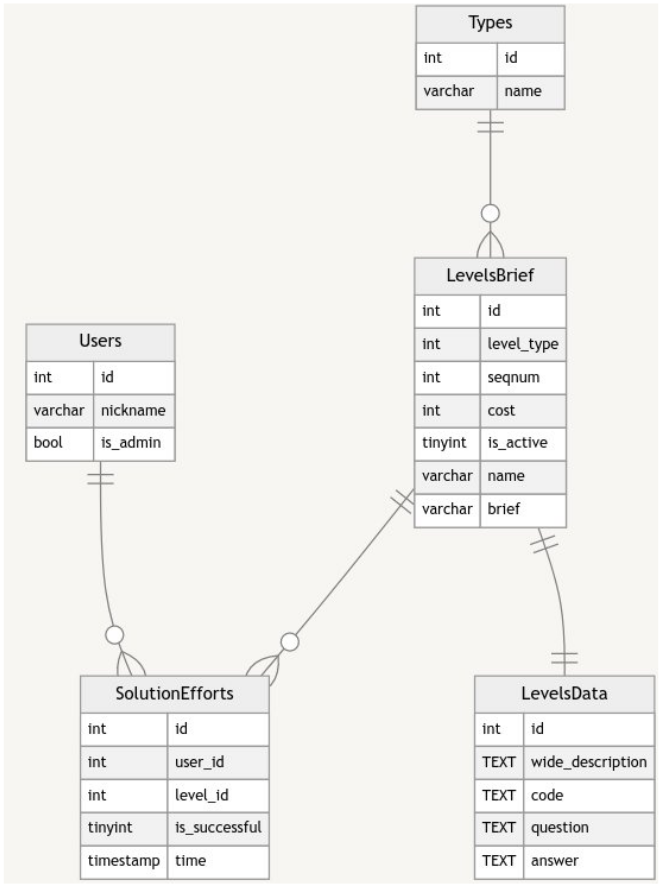 Types
int id
varchar name
LevelsBrief
int id
int level_type
int seqnum
int cost
tinyint is_active
varchar name
varchar brief
Users
int id
varchar nickname
bool is_admin
SolutionEfforts
int id
int user_id
int level_id
tinyint is_successful
timestamp time
LevelsData
int id
TEXT wide_description
TEXT code
TEXT question
TEXT answer